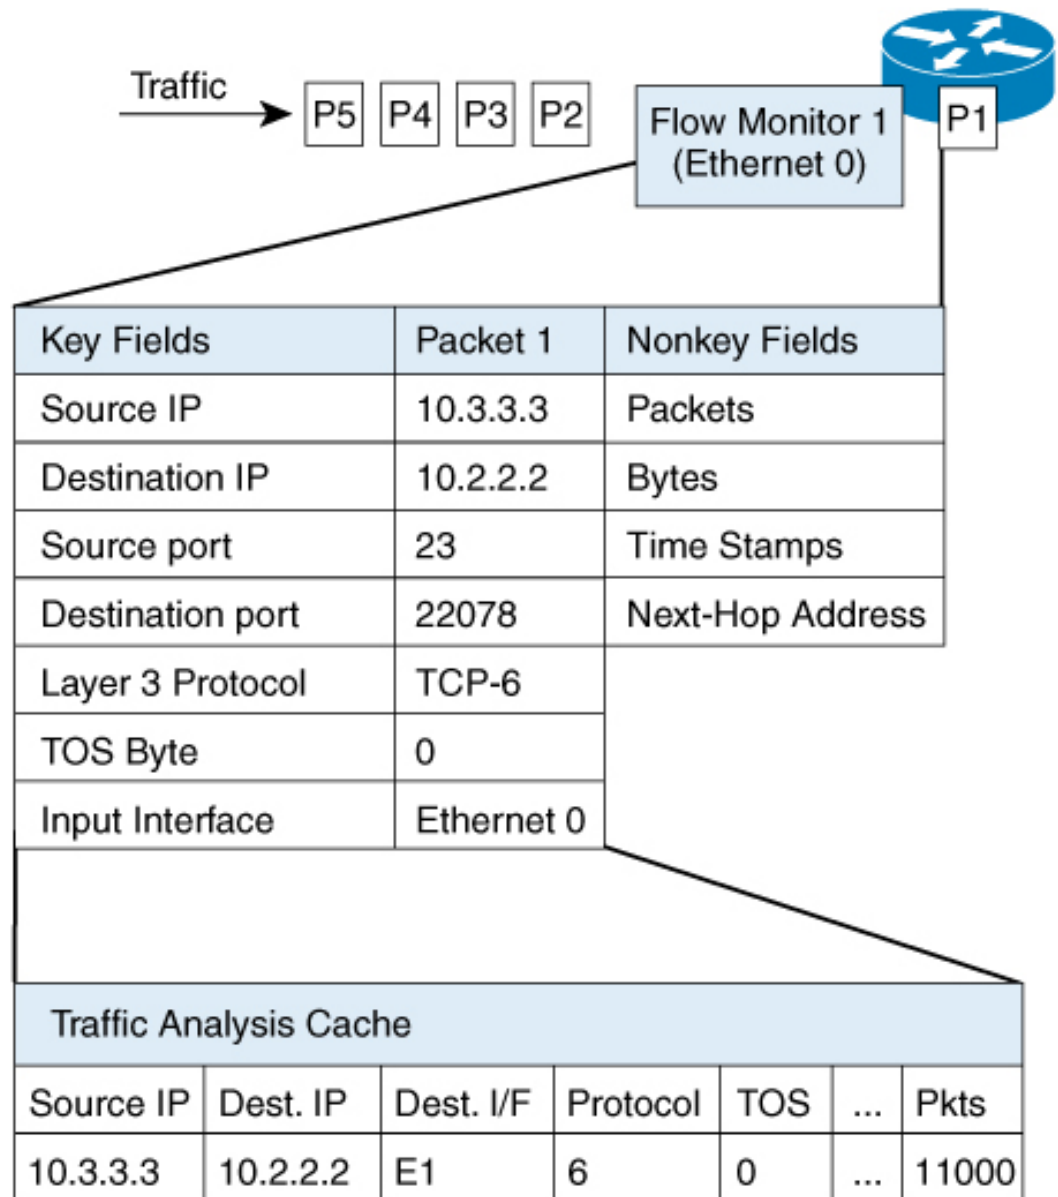 Traffic
P5 P4 P3 P2
Flow Monitor 1
(Ethernet 0)
P1
Key Fields Packet 1 Nonkey Fields
Source IP 10.3.3.3 Packets
Destination IP 10.2.2.2 Bytes
Source port 23 Time Stamps
Destination port 22078 Next-Hop Address
Layer 3 Protocol TCP-6
TOS Byte 0
Input Interface Ethernet 0
Traffic Analysis Cache
Source IP Dest. IP Dest. I/F Protocol TOS ... Pkts
10.3.3.3 10.2.2.2 E1 6 0 ... 11000